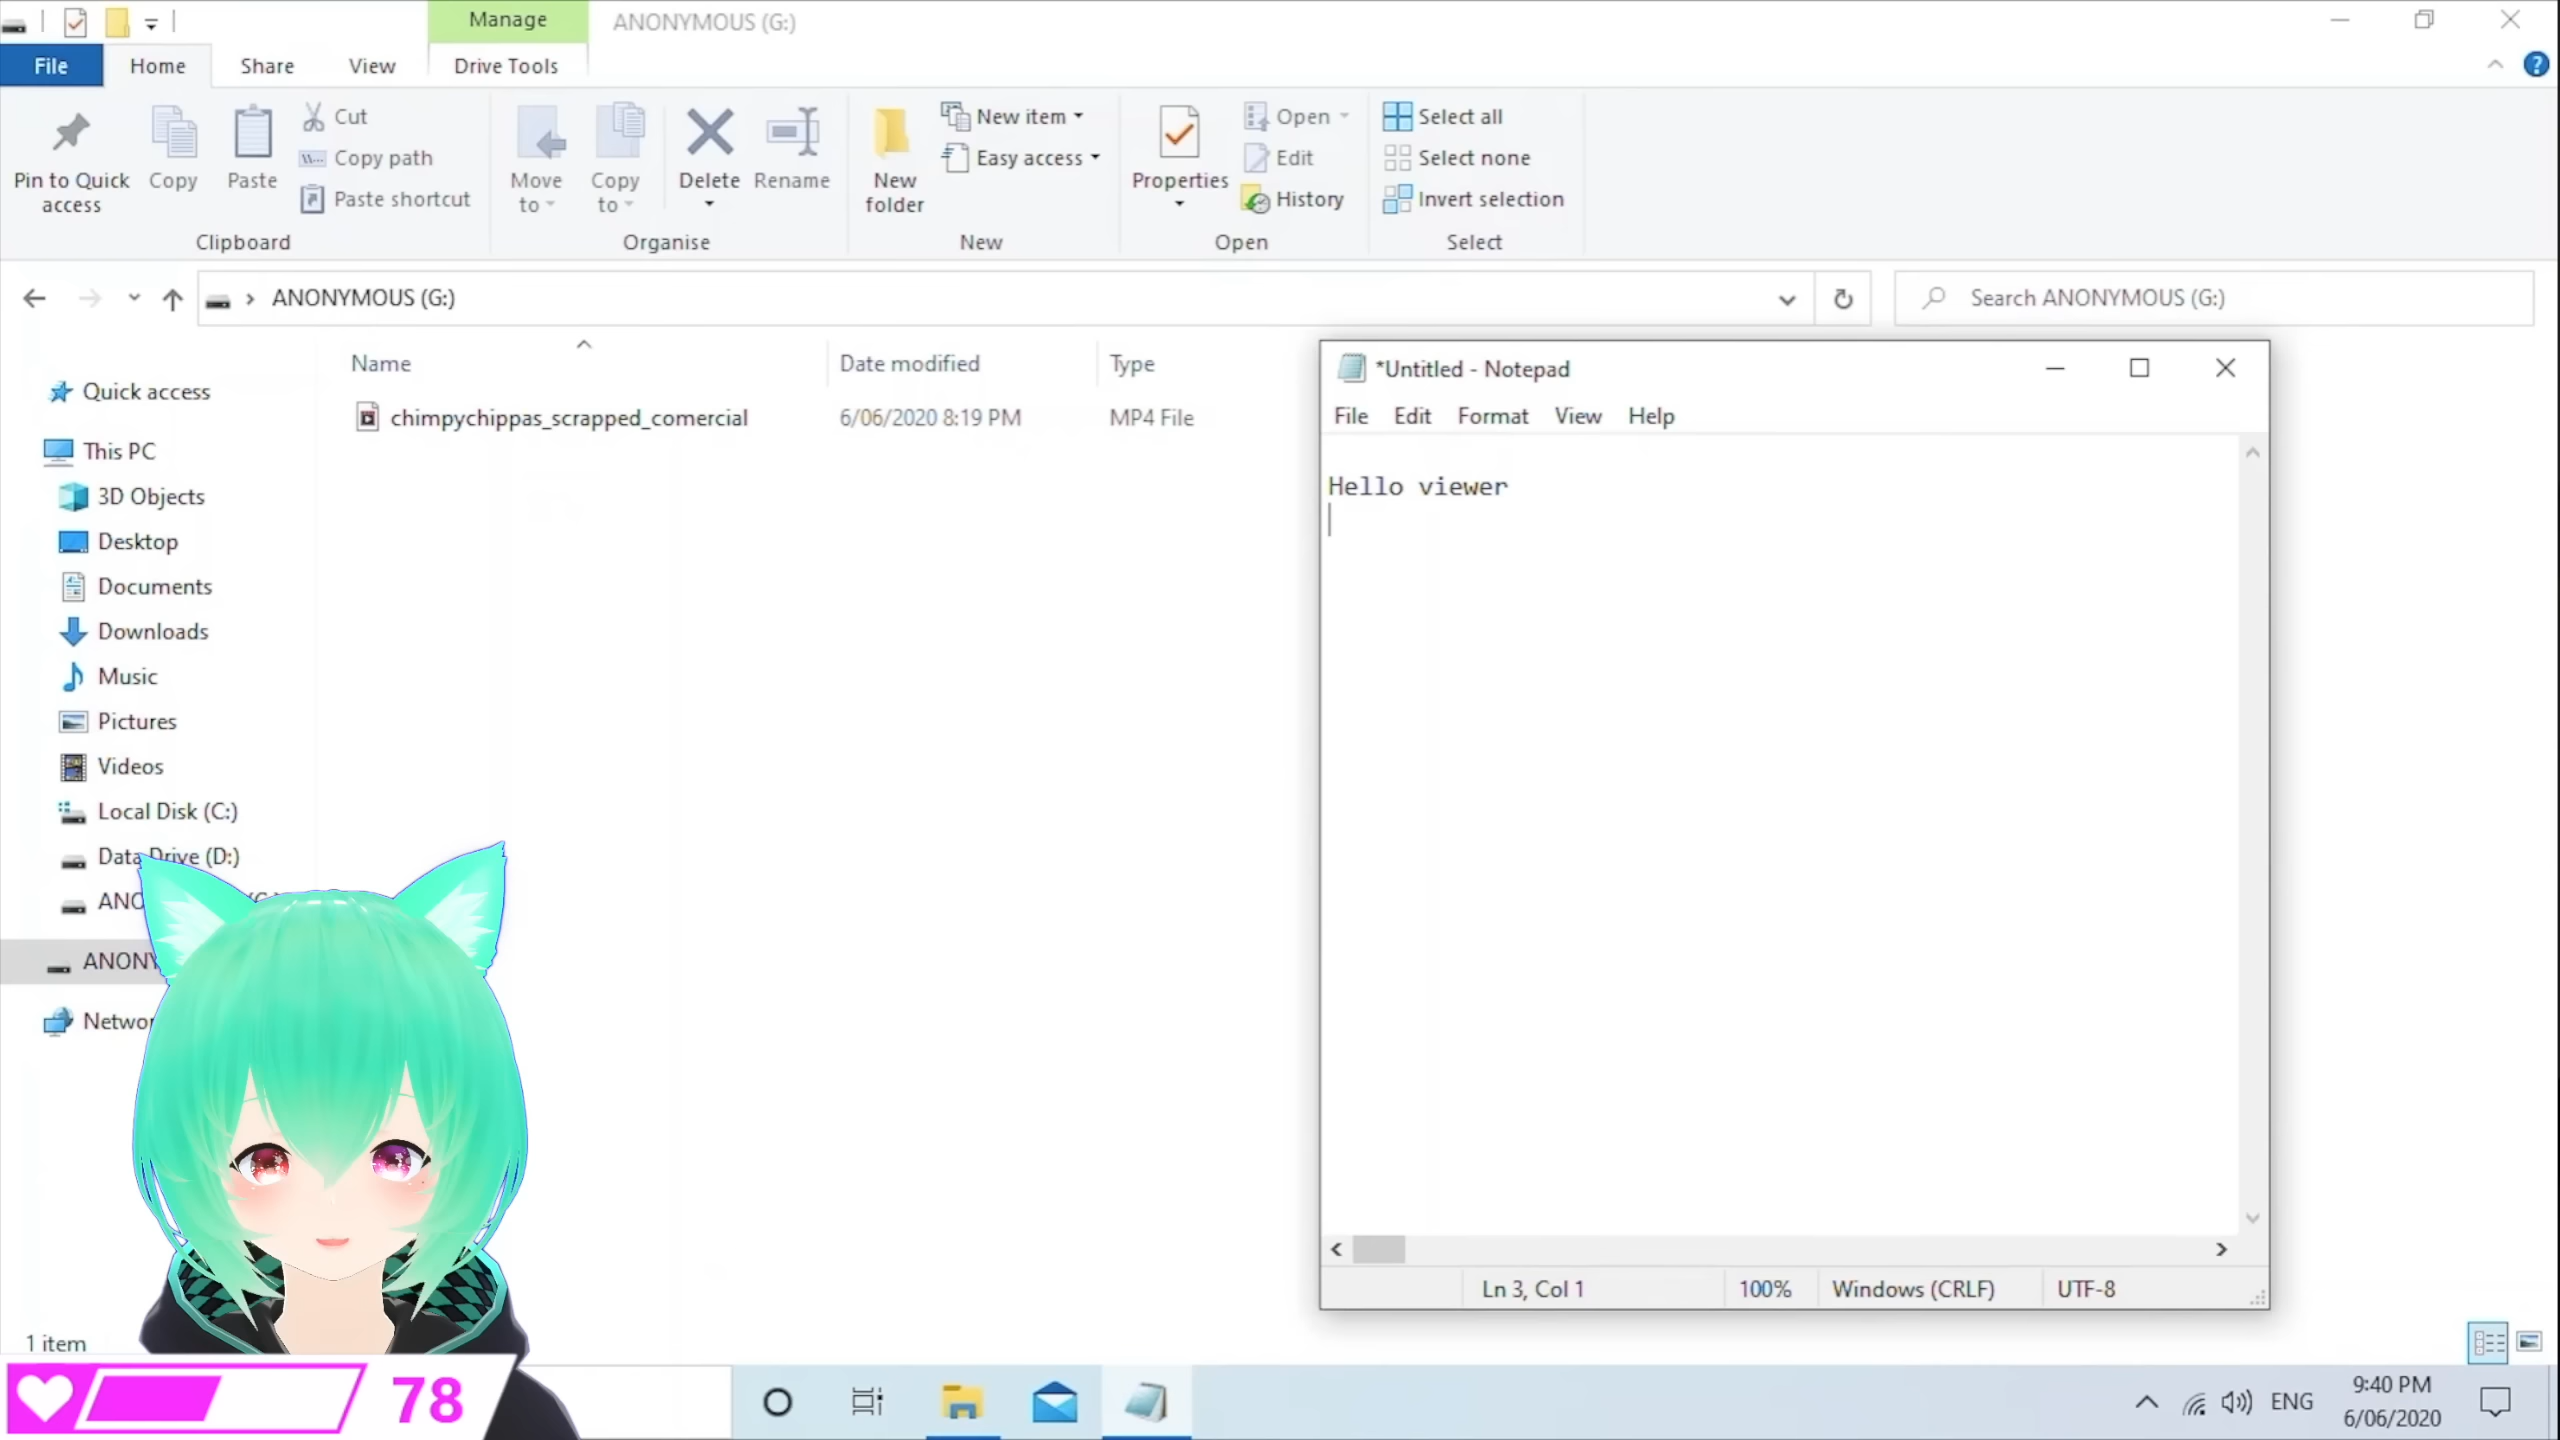 Manage
ANONYMOUS (G:)
File
Home
Share
View
Drive Tools
Pin to Quick access
Copy
Paste
Cut
Copy path
Paste shortcut
Clipboard
Move to
Copy to
Delete
Rename
Organise
New folder
New item
Easy access
New
Properties
Open
Edit
History
Open
Select all
Select none
Invert selection
Select
ANONYMOUS (G:)
Search ANONYMOUS (G:)
Name
Date modified
Type
chimpychippas_scrapped_comercial
6/06/2020 8:19 PM
MP4 File
Quick access
This PC
3D Objects
Desktop
Documents
Downloads
Music
Pictures
Videos
Local Disk (C:)
Data Drive (D:)
1 item
*Untitled - Notepad
File
Edit
Format
View
Help
Hello viewer
Ln 3, Col 1
100%
Windows (CRLF)
UTF-8
78
ENG
9:40 PM
6/06/2020